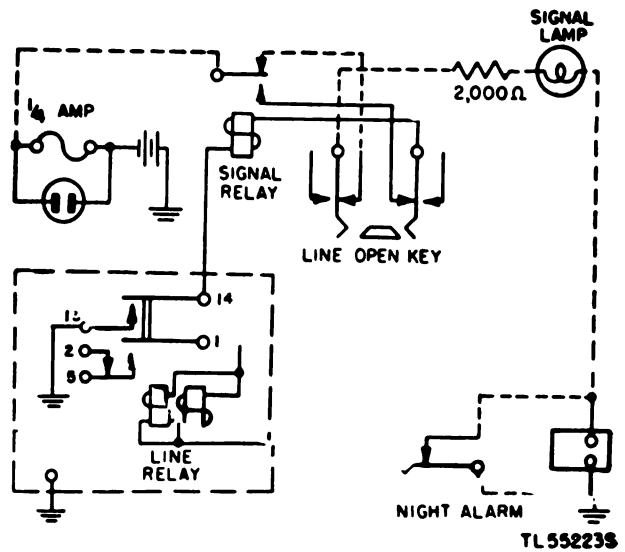 SIGNAL
LAMP
1/4 AMP
2,000Ω
SIGNAL
RELAY
LINE OPEN KEY
14
13
1
2
5
LINE
RELAY
NIGHT ALARM
TL55223S